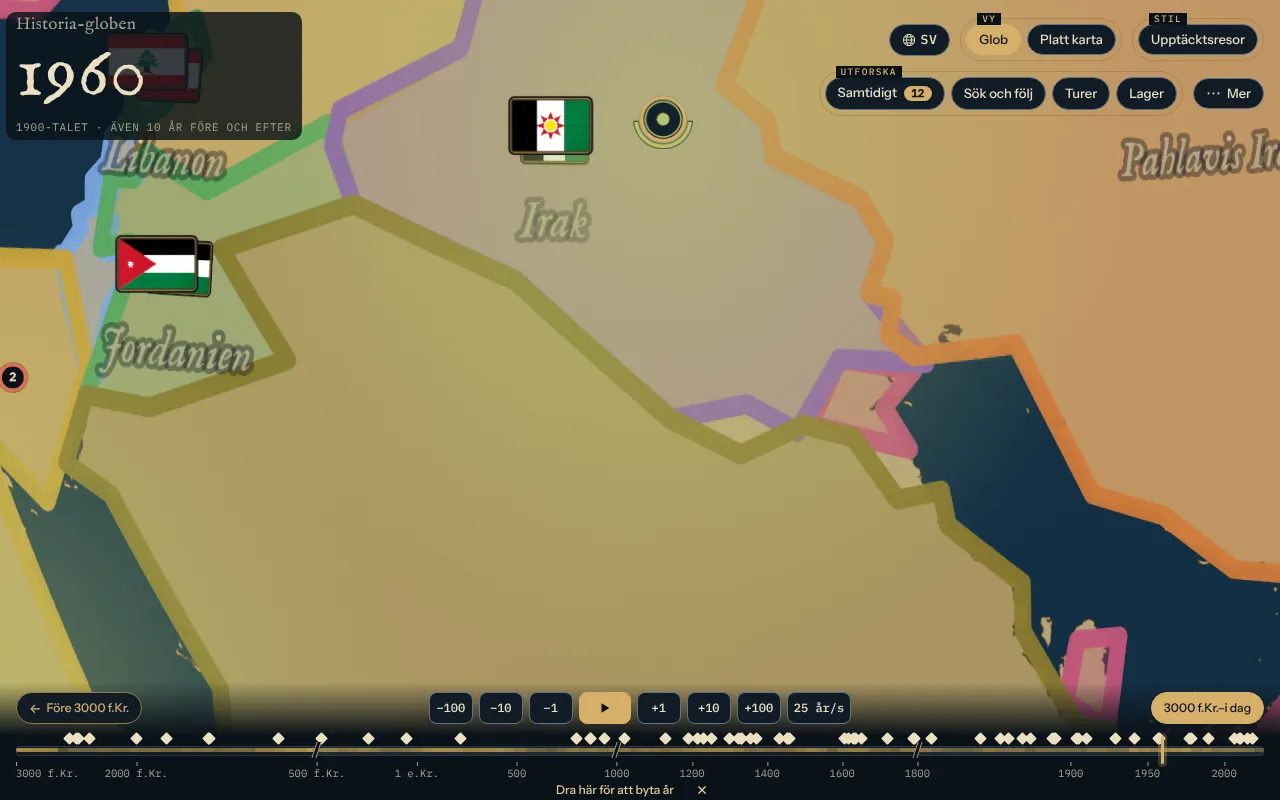 Historia-globen
1960
1900-TALET · ÄVEN 10 ÅR FÖRE OCH EFTER
SV
VY
Glob
Platt karta
STIL
Upptäcktsresor
UTFORSKA
Samtidigt 12
Sök och följ
Turer
Lager
··· Mer
Libanon
Irak
Pahlavis Ir
Jordanien
2
← Före 3000 f.Kr.
−100
−10
−1
+1
+10
+100
25 år/s
3000 f.Kr.–i dag
3000 f.Kr.
2000 f.Kr.
500 f.Kr.
1 e.Kr.
500
1000
1200
1400
1600
1800
1900
1950
2000
Dra här för att byta år ×